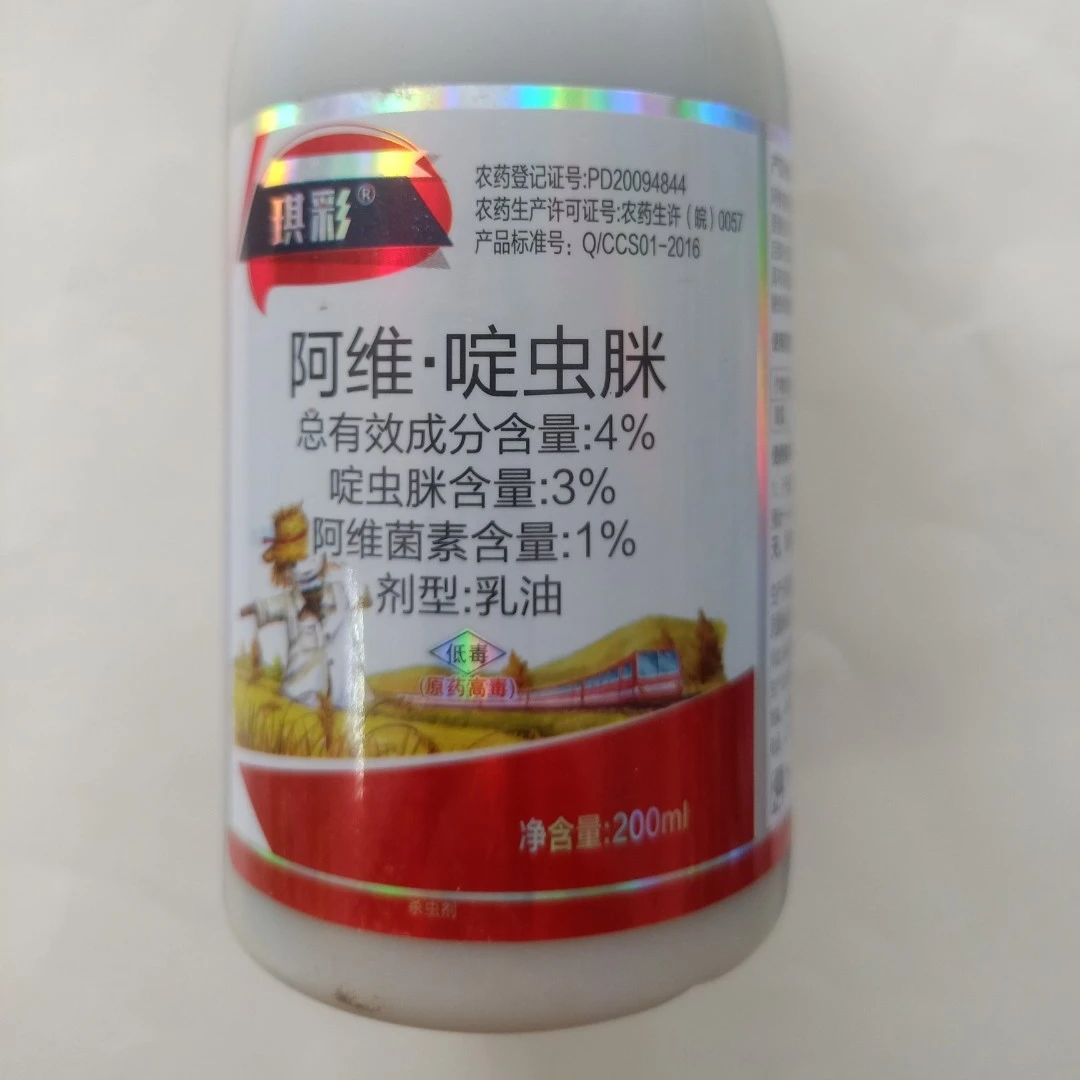 琪彩®
农药登记证号:PD20094844
农药生产许可证号:农药生许（皖）0057
产品标准号：Q/CCS01-2016
阿维·啶虫脒
总有效成分含量:4%
啶虫脒含量:3%
阿维菌素含量:1%
剂型:乳油
低毒
(原药高毒)
净含量:200ml
杀虫剂